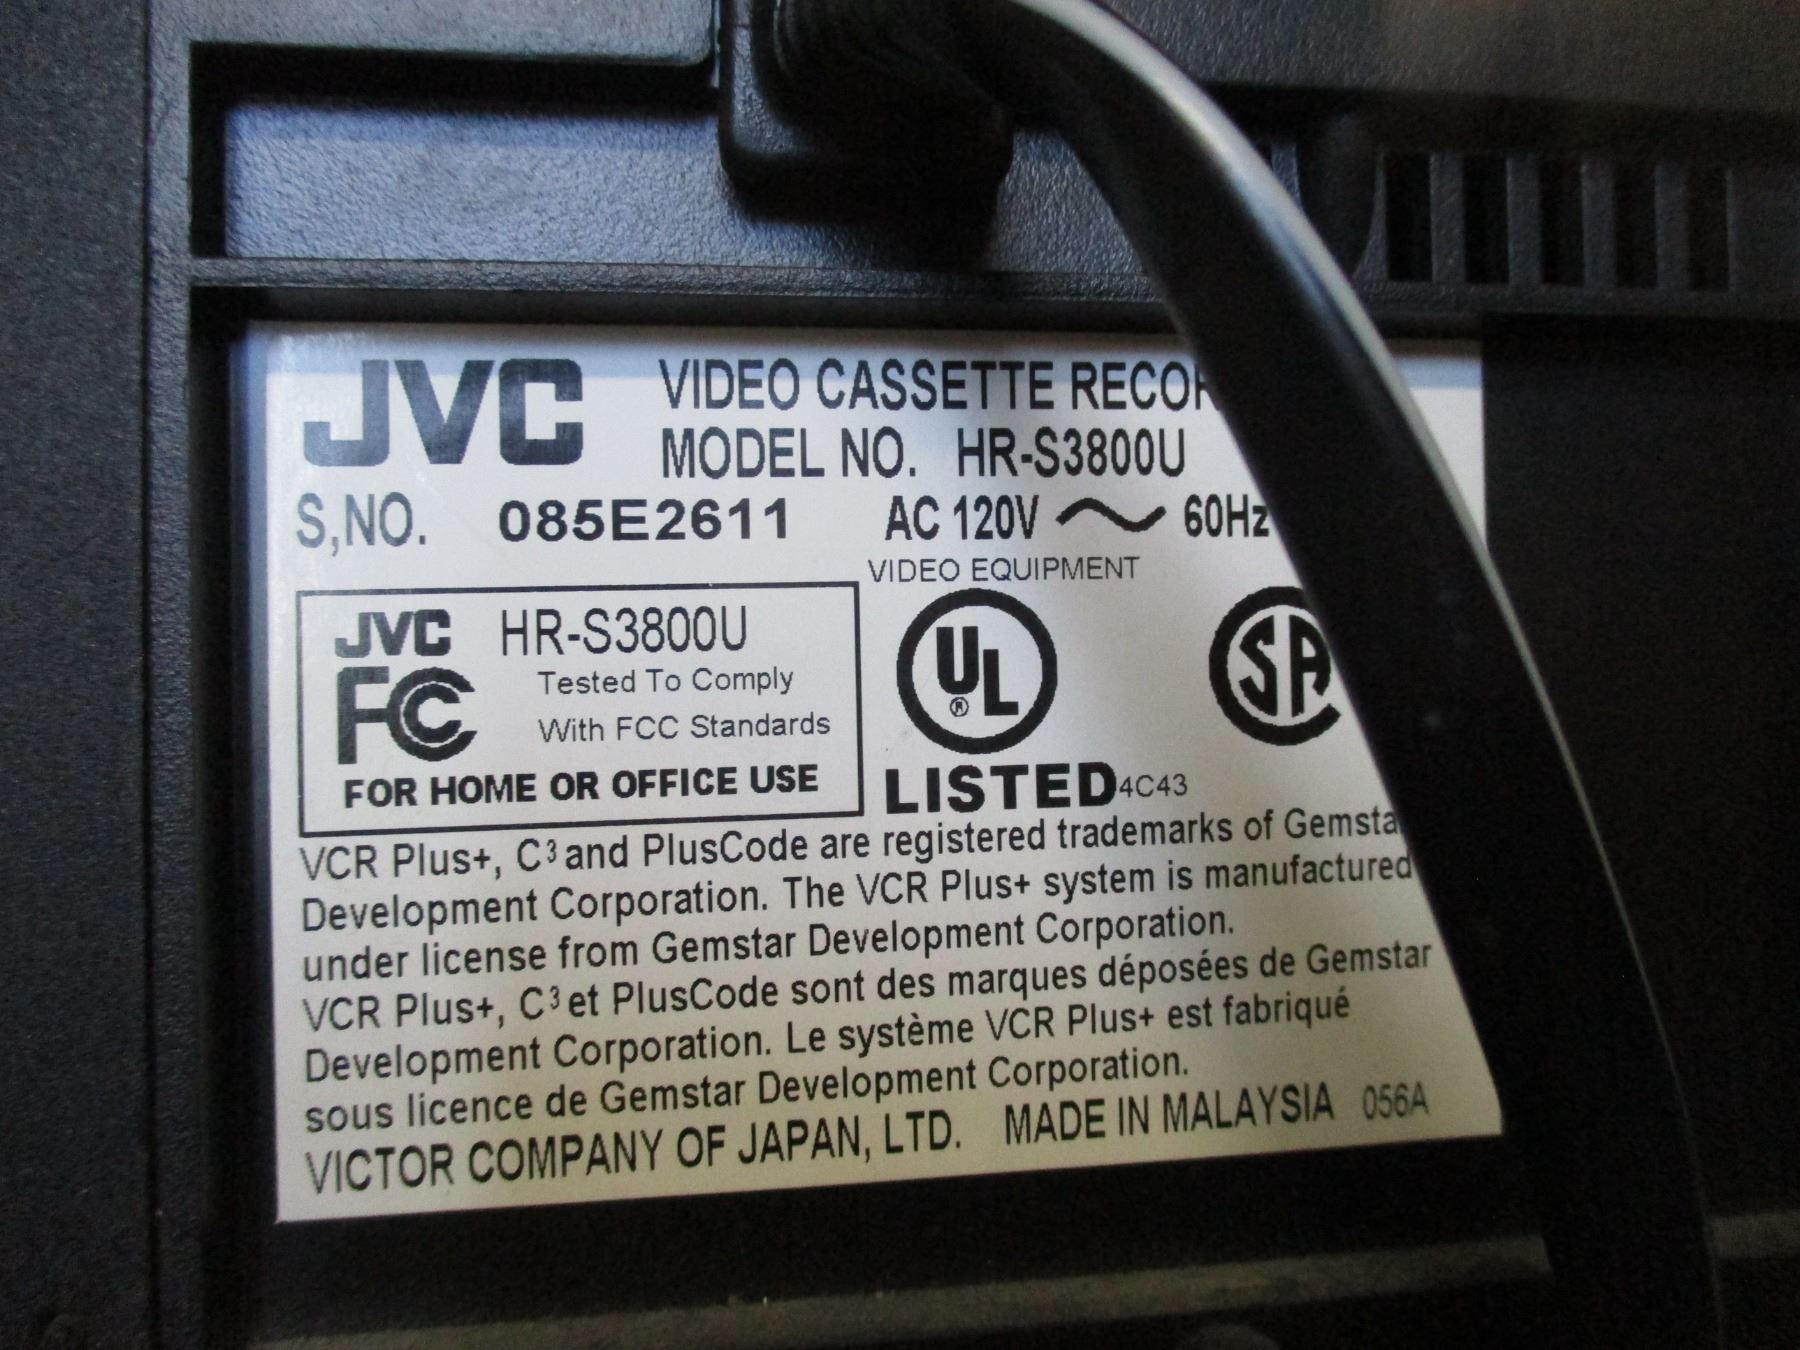 JVC VIDEO CASSETTE
MODEL NO. HR-S3800U
S,NO. 085E2611 AC 120V ~ 60Hz
VIDEO EQUIPMENT
JVC HR-S3800U
FC Tested To Comply
With FCC Standards
FOR HOME OR OFFICE USE
UL ®
LISTED 4C43
SA
VCR Plus+, C³ and PlusCode are registered trademarks of
Development Corporation. The VCR Plus+ system is manufactured
under license from Gemstar Development Corporation.
VCR Plus+, C³ et PlusCode sont des marques déposées de Gemstar
Development Corporation. Le système VCR Plus+ est fabriqué
sous licence de Gemstar Development Corporation.
VICTOR COMPANY OF JAPAN, LTD. MADE IN MALAYSIA 056A